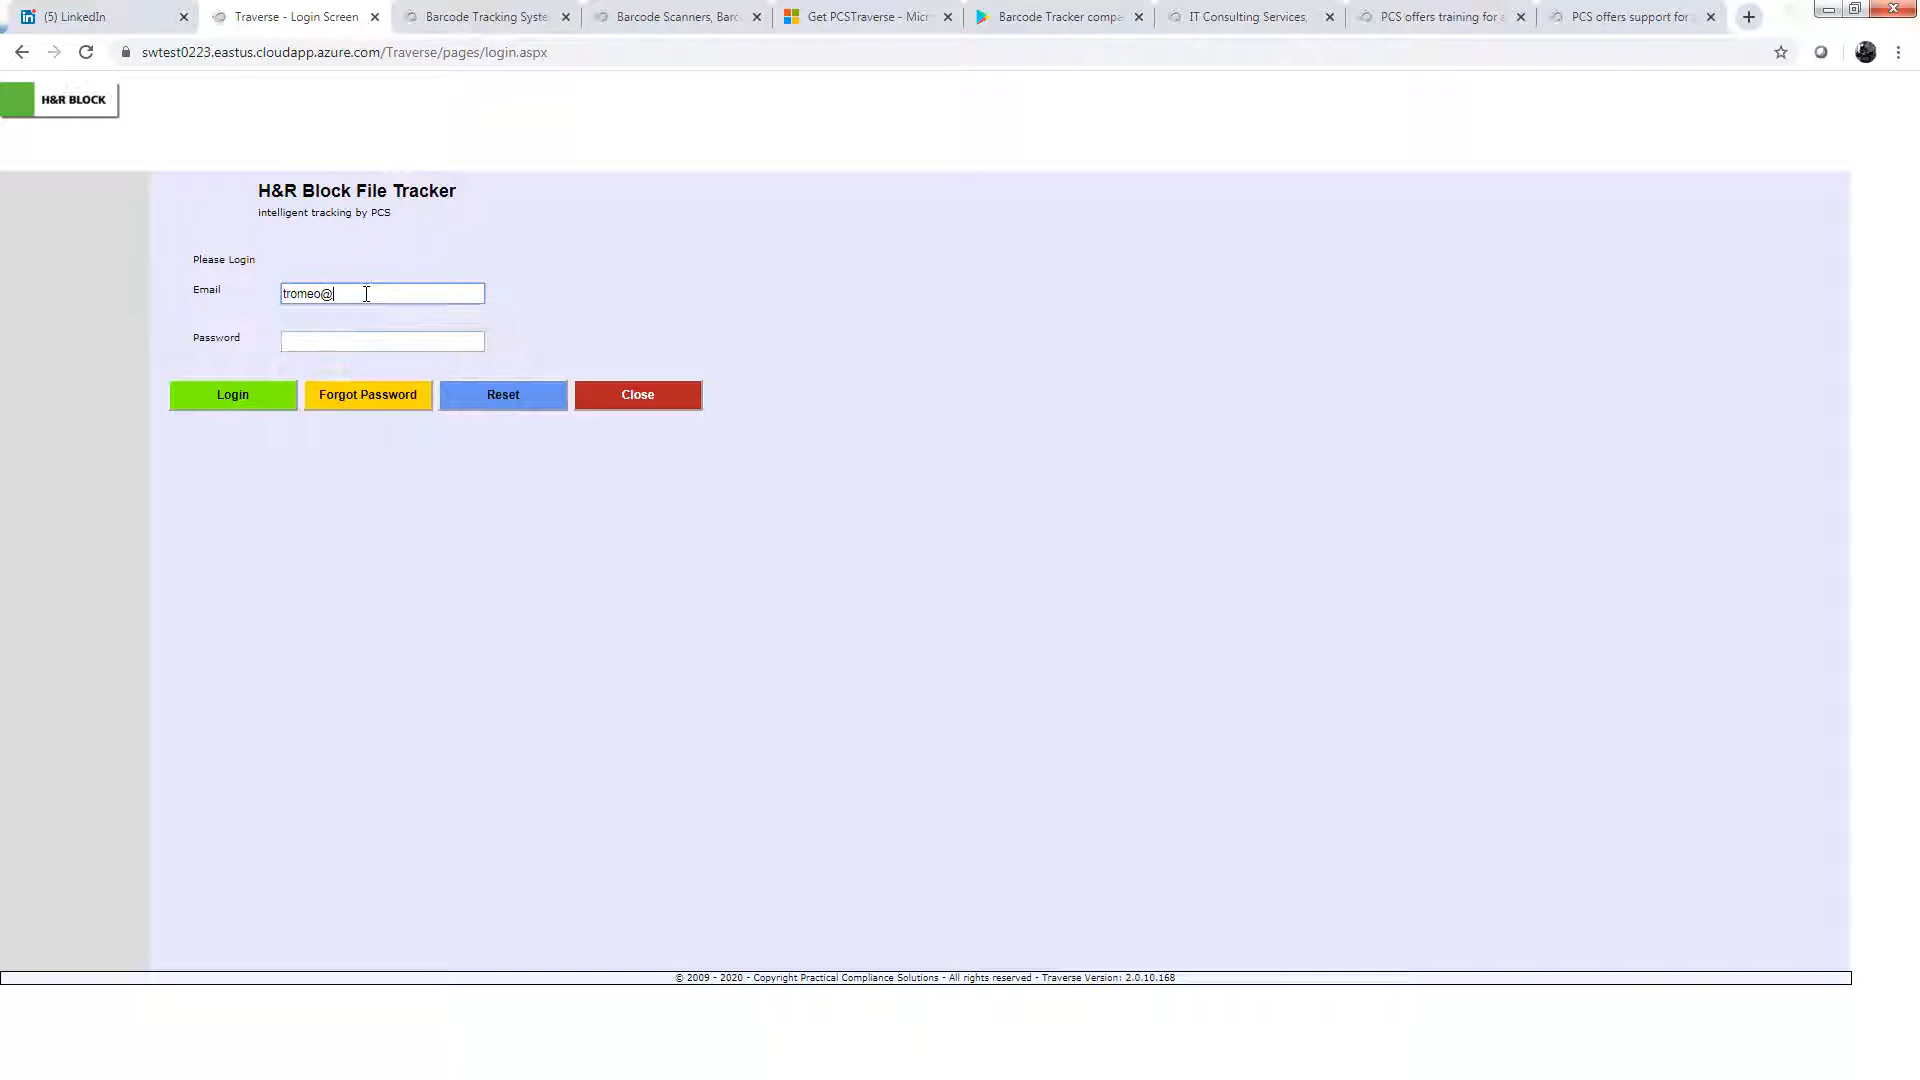 (5) LinkedIn
Traverse - Login Screen
Barcode Tracking Syste
Barcode Scanners, Barc
Get PCSTraverse - Micr
Barcode Tracker compa
IT Consulting Services,
PCS offers training for a
PCS offers support for
swtest0223.eastus.cloudapp.azure.com/Traverse/pages/login.aspx
H&R BLOCK
H&R Block File Tracker
intelligent tracking by PCS
Please Login
Email
tromeo@
Password
Login
Forgot Password
Reset
Close
© 2009 - 2020 - Copyright Practical Compliance Solutions - All rights reserved - Traverse Version: 2.0.10.168